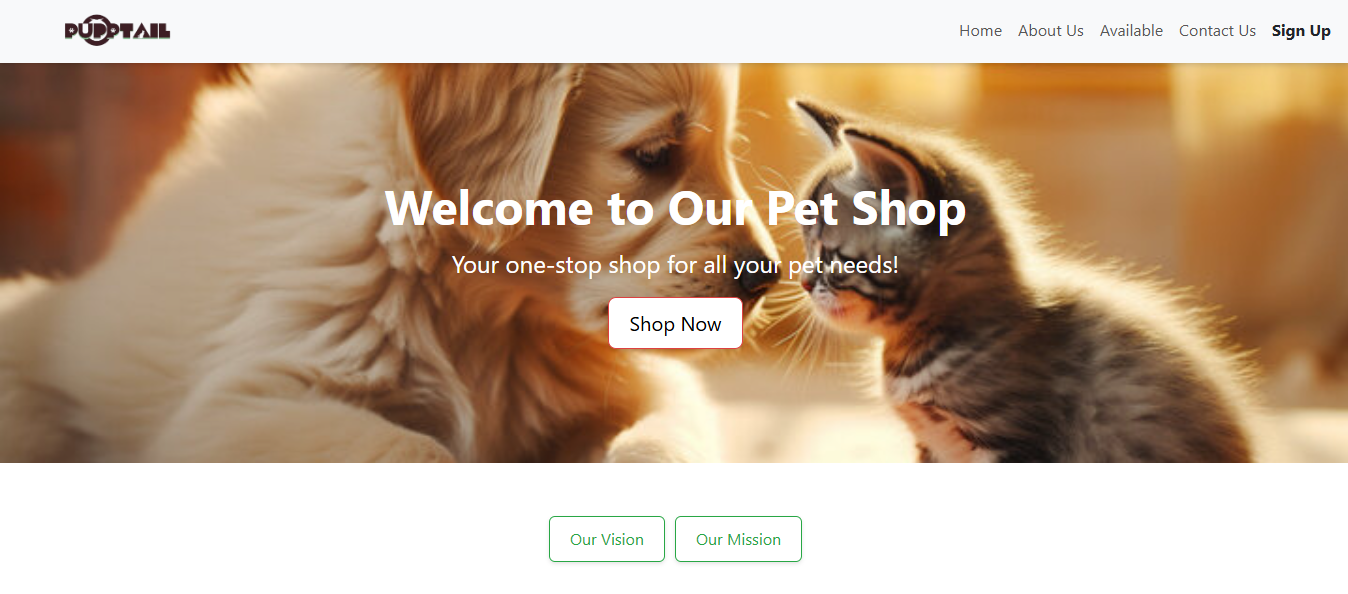 PUPPTAIL
Home About Us Available Contact Us Sign Up
Welcome to Our Pet Shop
Your one-stop shop for all your pet needs!
Shop Now
Our Vision Our Mission